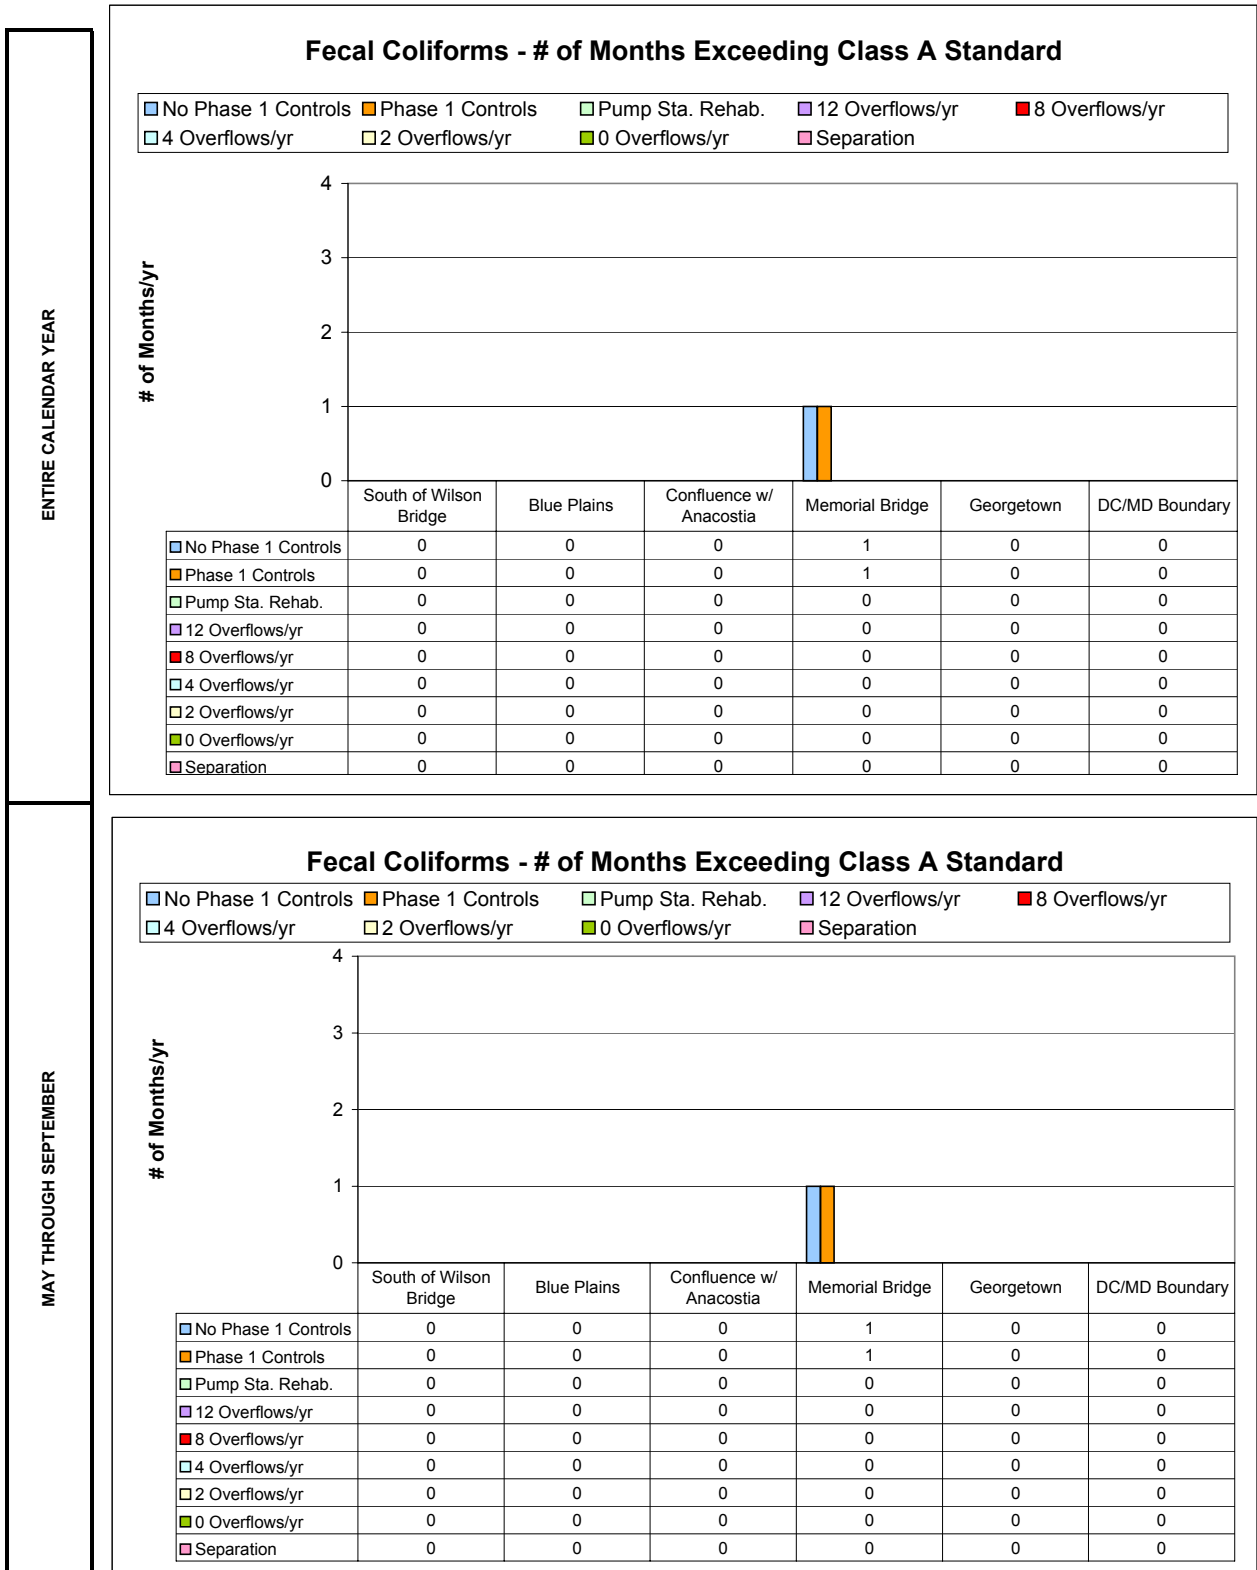 ENTIRE CALENDAR YEAR
Fecal Coliforms - # of Months Exceeding Class A Standard
No Phase 1 Controls Phase 1 Controls Pump Sta. Rehab. 12 Overflows/yr 8 Overflows/yr
4 Overflows/yr 2 Overflows/yr 0 Overflows/yr Separation
# of Months/yr
4
3
2
1
0
South of Wilson Bridge Blue Plains Confluence w/ Anacostia Memorial Bridge Georgetown DC/MD Boundary
No Phase 1 Controls 0 0 0 1 0 0
Phase 1 Controls 0 0 0 1 0 0
Pump Sta. Rehab. 0 0 0 0 0 0
12 Overflows/yr 0 0 0 0 0 0
8 Overflows/yr 0 0 0 0 0 0
4 Overflows/yr 0 0 0 0 0 0
2 Overflows/yr 0 0 0 0 0 0
0 Overflows/yr 0 0 0 0 0 0
Separation 0 0 0 0 0 0
MAY THROUGH SEPTEMBER
Fecal Coliforms - # of Months Exceeding Class A Standard
No Phase 1 Controls Phase 1 Controls Pump Sta. Rehab. 12 Overflows/yr 8 Overflows/yr
4 Overflows/yr 2 Overflows/yr 0 Overflows/yr Separation
# of Months/yr
4
3
2
1
0
South of Wilson Bridge Blue Plains Confluence w/ Anacostia Memorial Bridge Georgetown DC/MD Boundary
No Phase 1 Controls 0 0 0 1 0 0
Phase 1 Controls 0 0 0 1 0 0
Pump Sta. Rehab. 0 0 0 0 0 0
12 Overflows/yr 0 0 0 0 0 0
8 Overflows/yr 0 0 0 0 0 0
4 Overflows/yr 0 0 0 0 0 0
2 Overflows/yr 0 0 0 0 0 0
0 Overflows/yr 0 0 0 0 0 0
Separation 0 0 0 0 0 0